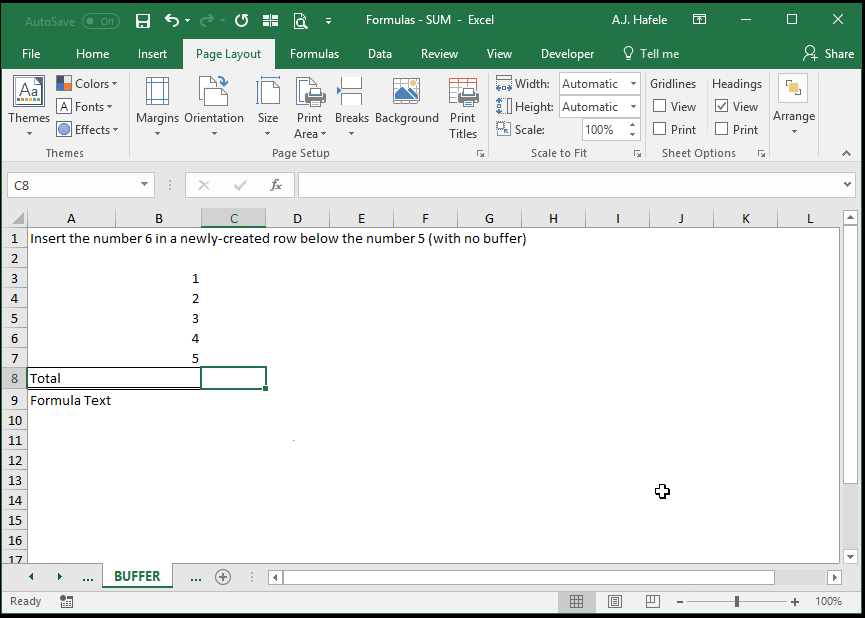 AutoSave Off Formulas - SUM - Excel A.J. Hafele
File Home Insert Page Layout Formulas Data Review View Developer Tell me Share
Themes
Aa
Colors
A Fonts
Effects
Themes
Margins Orientation Size Print Area Breaks Background Print Titles
Page Setup
Width: Automatic
Height: Automatic
Scale: 100%
Scale to Fit
Gridlines Headings
View View
Print Print
Sheet Options
Arrange
C8 fx
A B C D E F G H I J K L
1 Insert the number 6 in a newly-created row below the number 5 (with no buffer)
2
3 1
4 2
5 3
6 4
7 5
8 Total
9 Formula Text
10
11
12
13
14
15
16
17
... BUFFER ...
Ready 100%